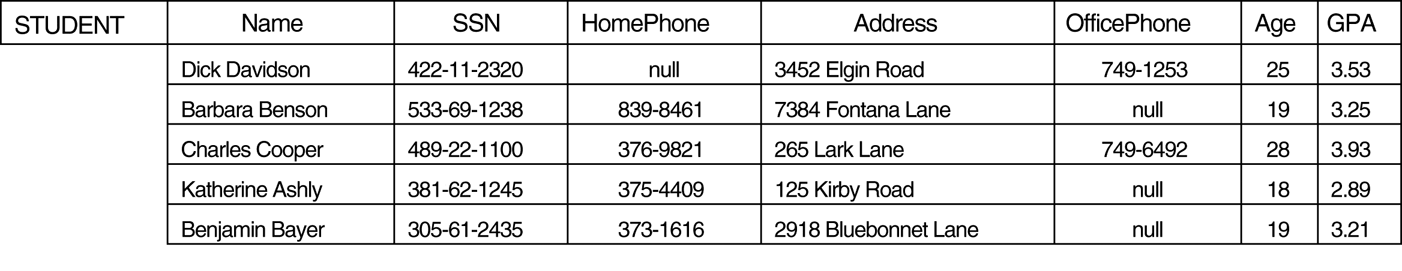 STUDENT Name SSN HomePhone Address OfficePhone Age GPA
Dick Davidson 422-11-2320 null 3452 Elgin Road 749-1253 25 3.53
Barbara Benson 533-69-1238 839-8461 7384 Fontana Lane null 19 3.25
Charles Cooper 489-22-1100 376-9821 265 Lark Lane 749-6492 28 3.93
Katherine Ashly 381-62-1245 375-4409 125 Kirby Road null 18 2.89
Benjamin Bayer 305-61-2435 373-1616 2918 Bluebonnet Lane null 19 3.21